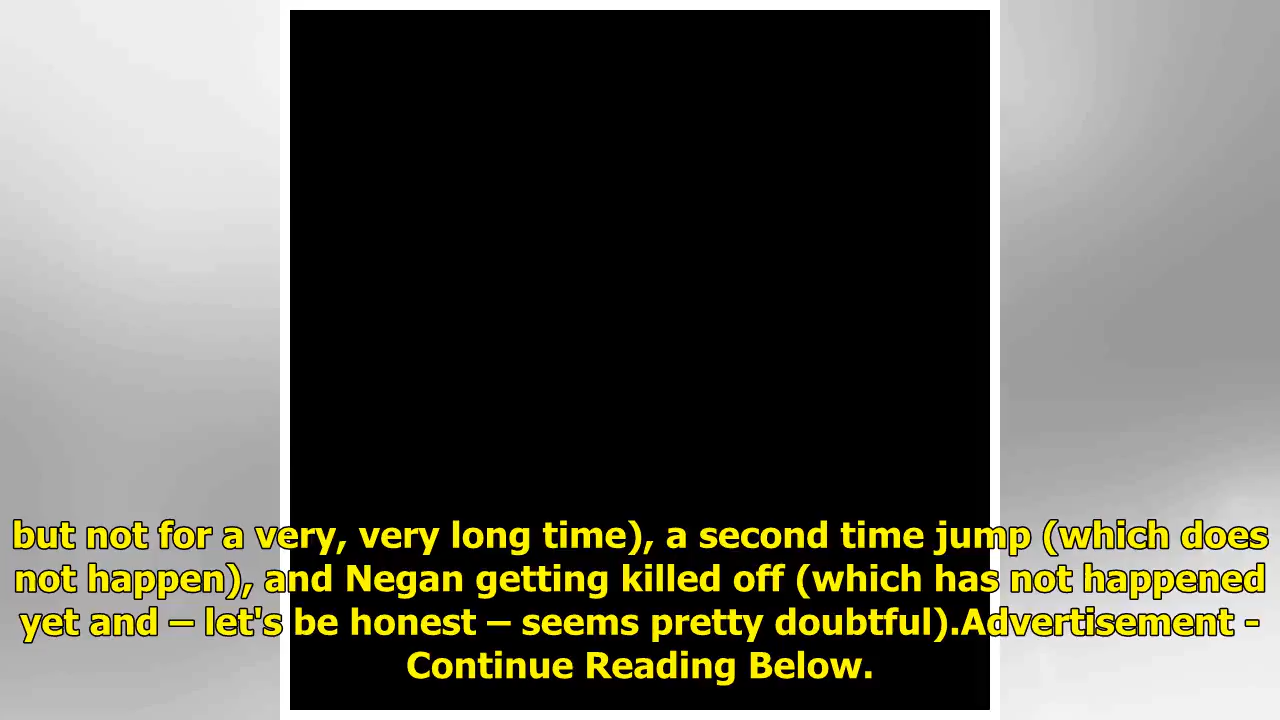 but not for a very, very long time), a second time jump (which does
not happen), and Negan getting killed off (which has not happened
yet and – let's be honest – seems pretty doubtful).Advertisement -
Continue Reading Below.